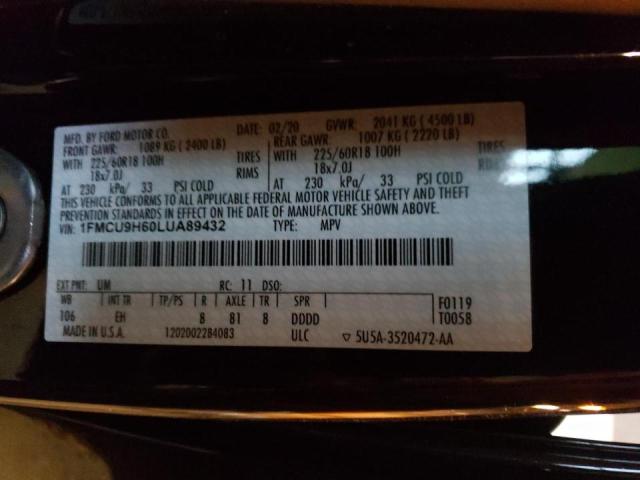 MFD. BY FORD MOTOR CO. DATE: 02/20 GVWR: 2041 KG ( 4500 LB)
FRONT GAWR: 1089 KG ( 2400 LB) REAR GAWR: 1007 KG ( 2220 LB)
WITH 225/60R18 100H TIRES WITH 225/60R18 100H TIRES
18x7.0J RIMS 18x7.0J
AT 230 kPa/ 33 PSI COLD AT 230 kPa/ 33 PSI COLD
THIS VEHICLE CONFORMS TO ALL APPLICABLE FEDERAL MOTOR VEHICLE SAFETY AND THEFT
PREVENTION STANDARDS IN EFFECT ON THE DATE OF MANUFACTURE SHOWN ABOVE.
VIN: 1FMCU9H60LUA89432 TYPE: MPV
EXT PNT: UM RC: 11 DSO:
WB INT TR TP/PS R AXLE TR SPR F0119
106 EH 8 81 8 DDDD T0058
MADE IN U.S.A. 1202002284083 ULC ▽ 5U5A-3520472-AA